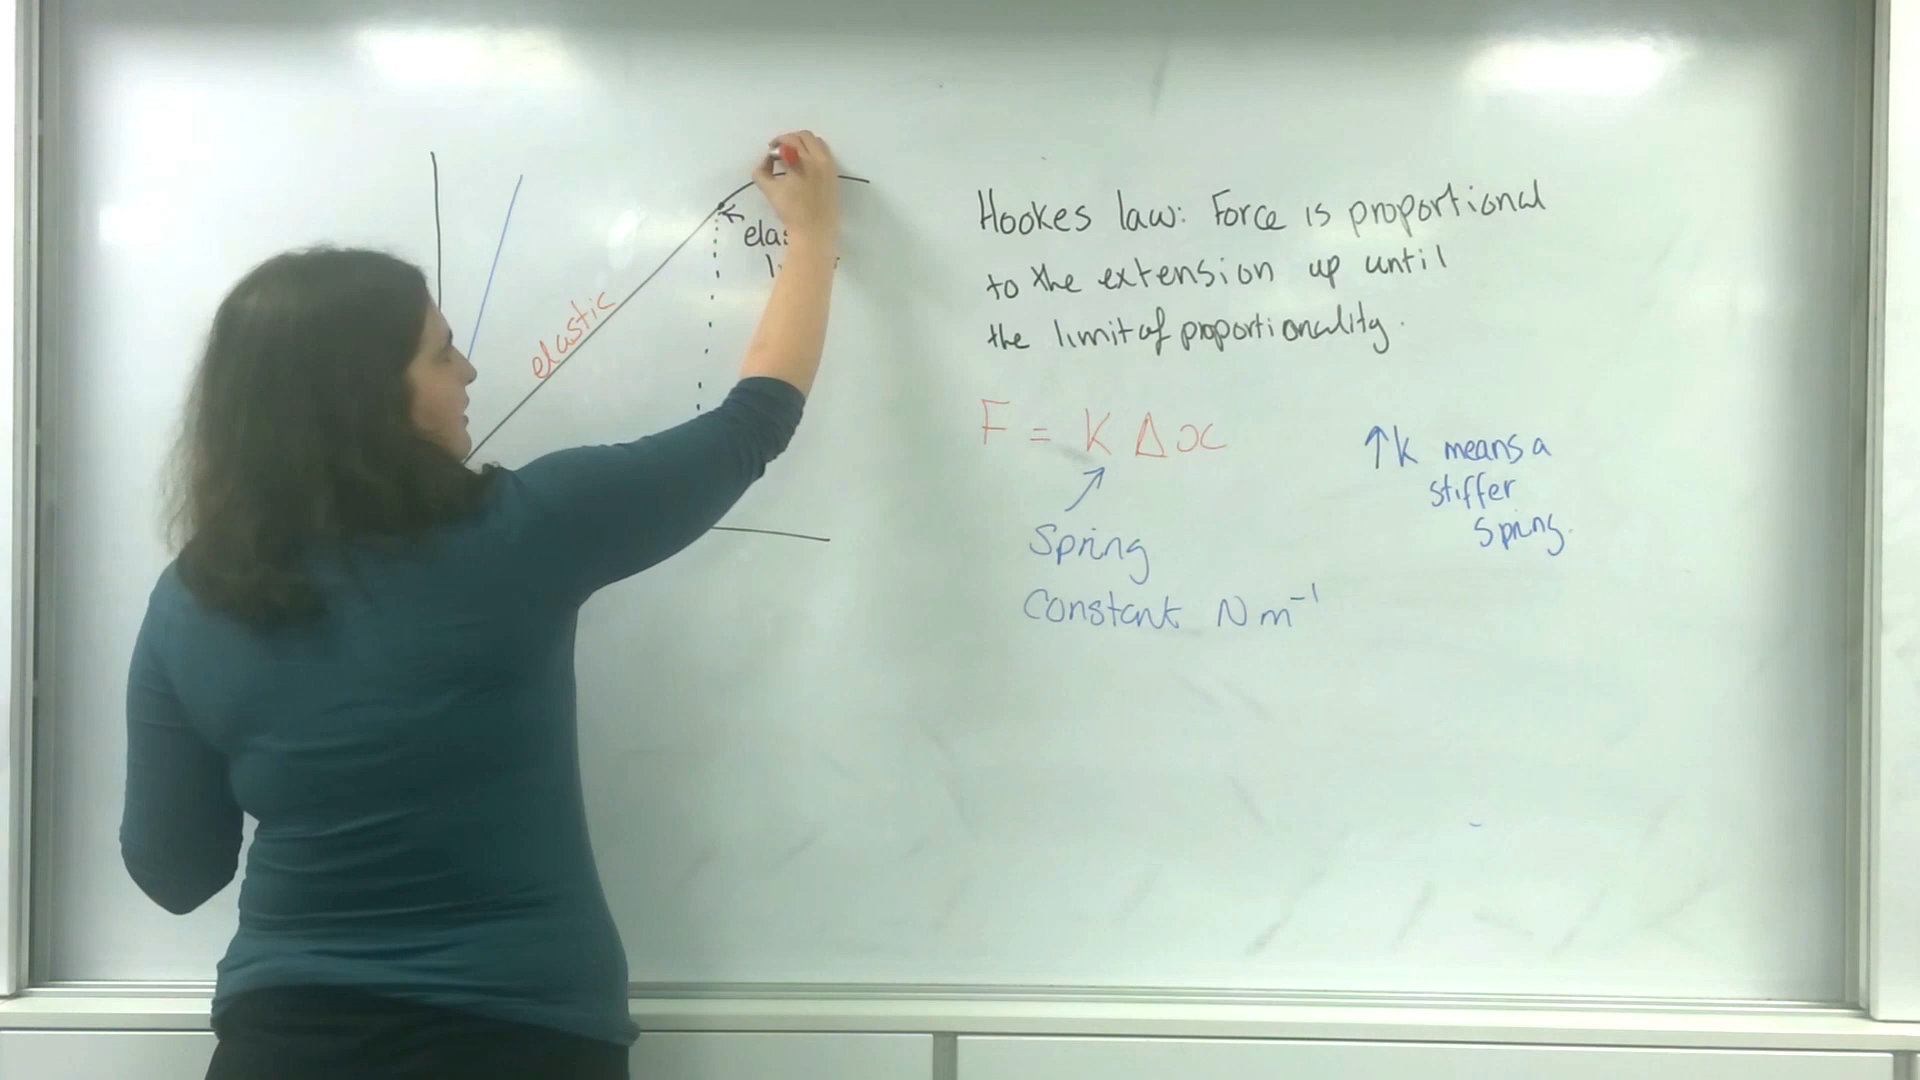 elastic
Hookes law: Force is proportional
to the extension up until
the limit of proportionality.
F = K Δx
↑k means a
stiffer
spring.
Spring
Constant N m⁻¹